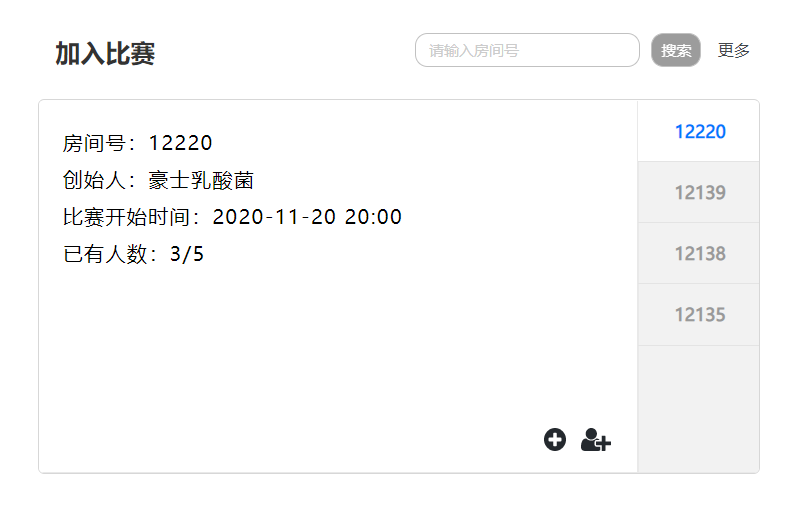 加入比赛
请输入房间号
搜索
更多
房间号：12220
创始人：豪士乳酸菌
比赛开始时间：2020-11-20 20:00
已有人数：3/5
12220
12139
12138
12135